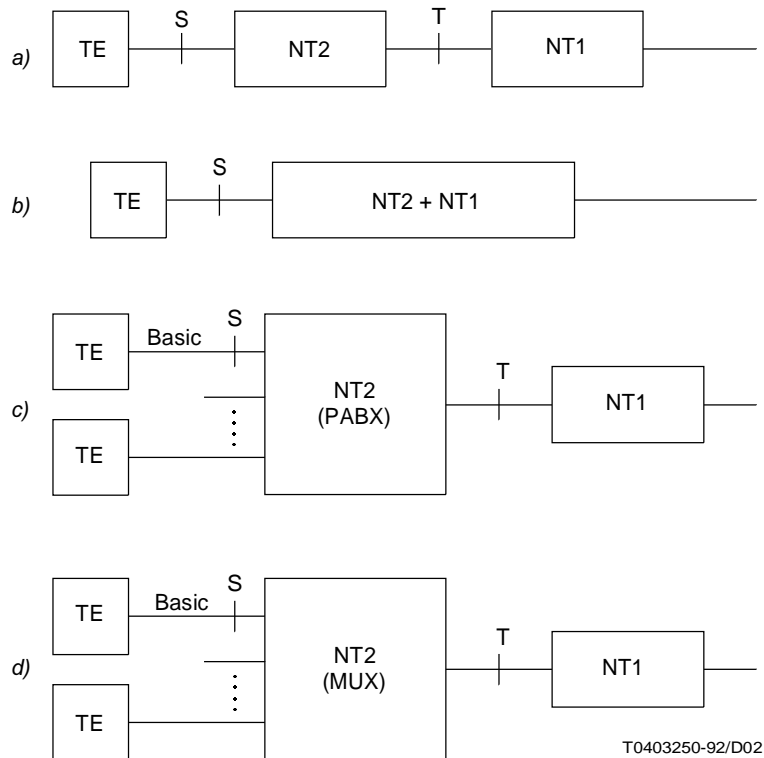 S T
a) TE NT2 NT1
S
b) TE NT2 + NT1
S
Basic
TE
T
c) NT2
(PABX)
NT1
TE
S
Basic
TE
T
d) NT2
(MUX)
NT1
TE
T0403250-92/D02